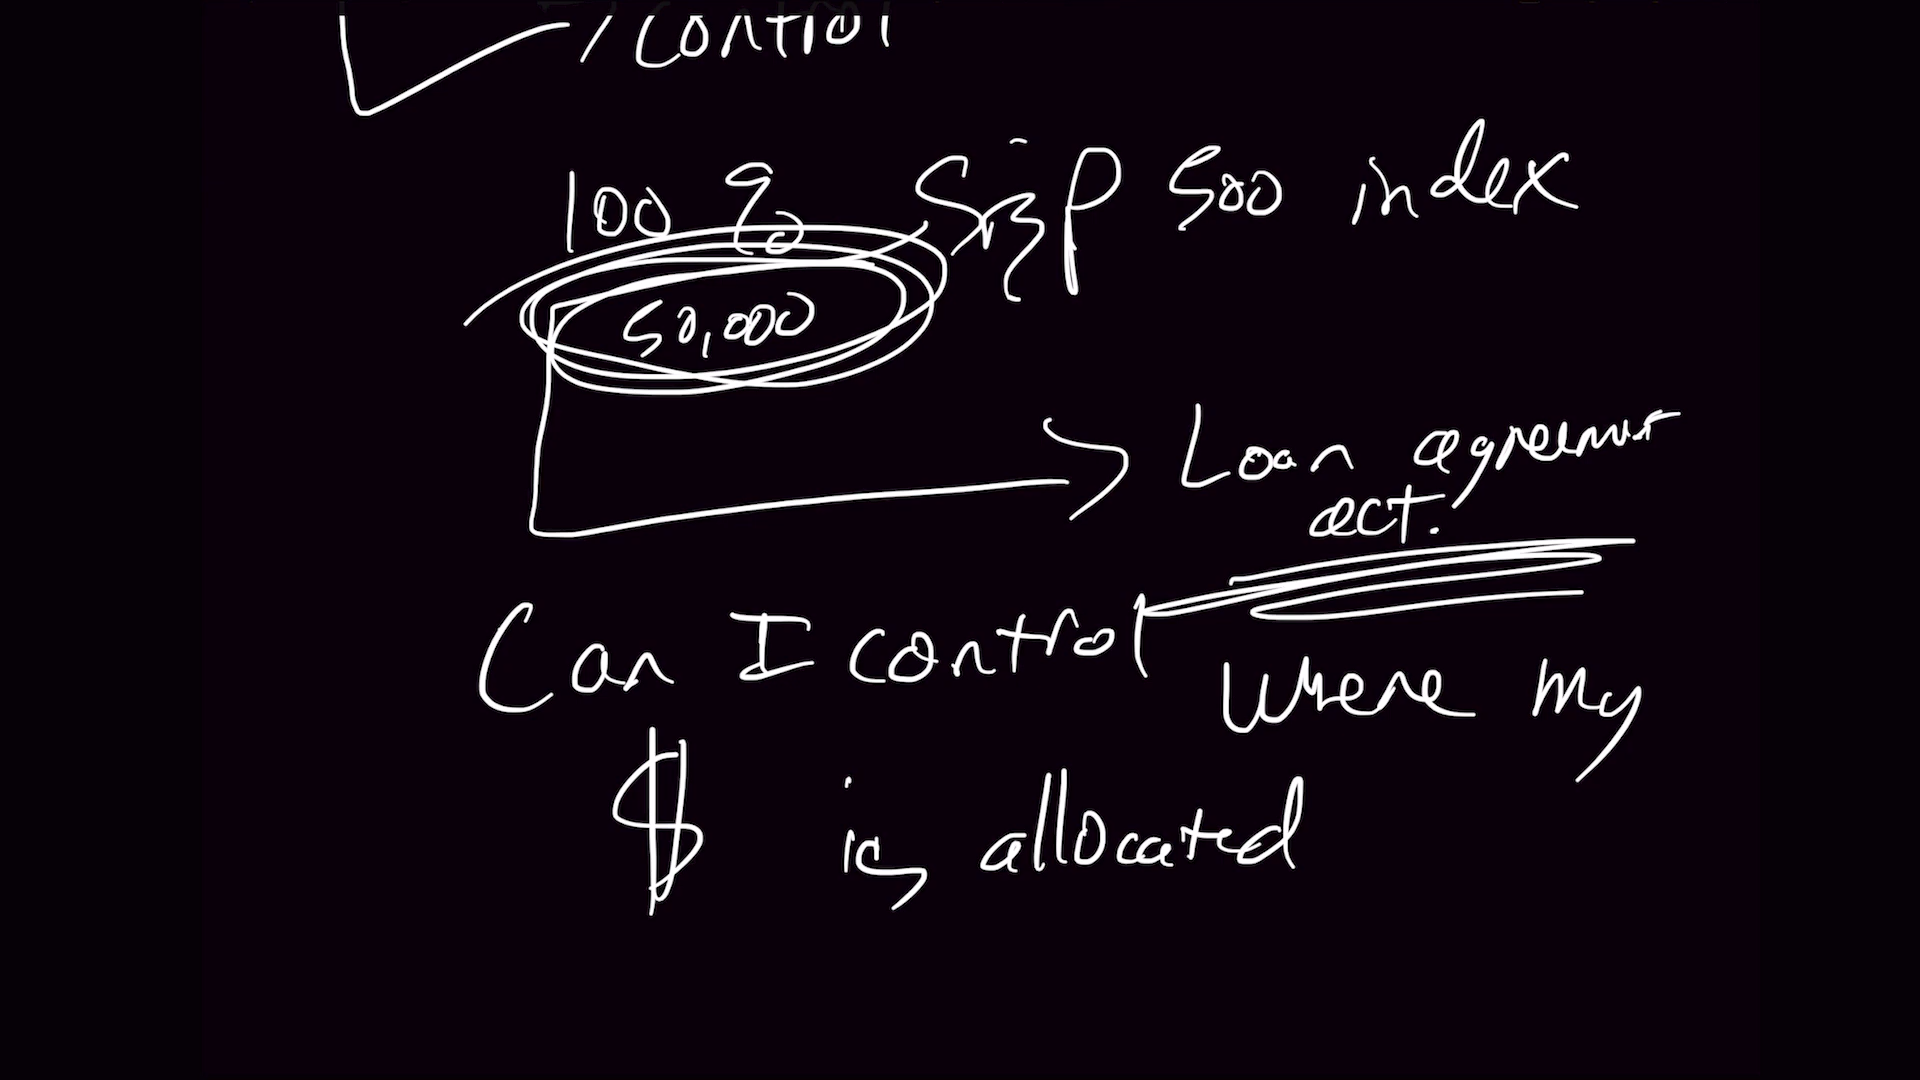 /control
100 % S&P 500 index
50,000
Loan agreement
act.
Can I control where my
$ is allocated